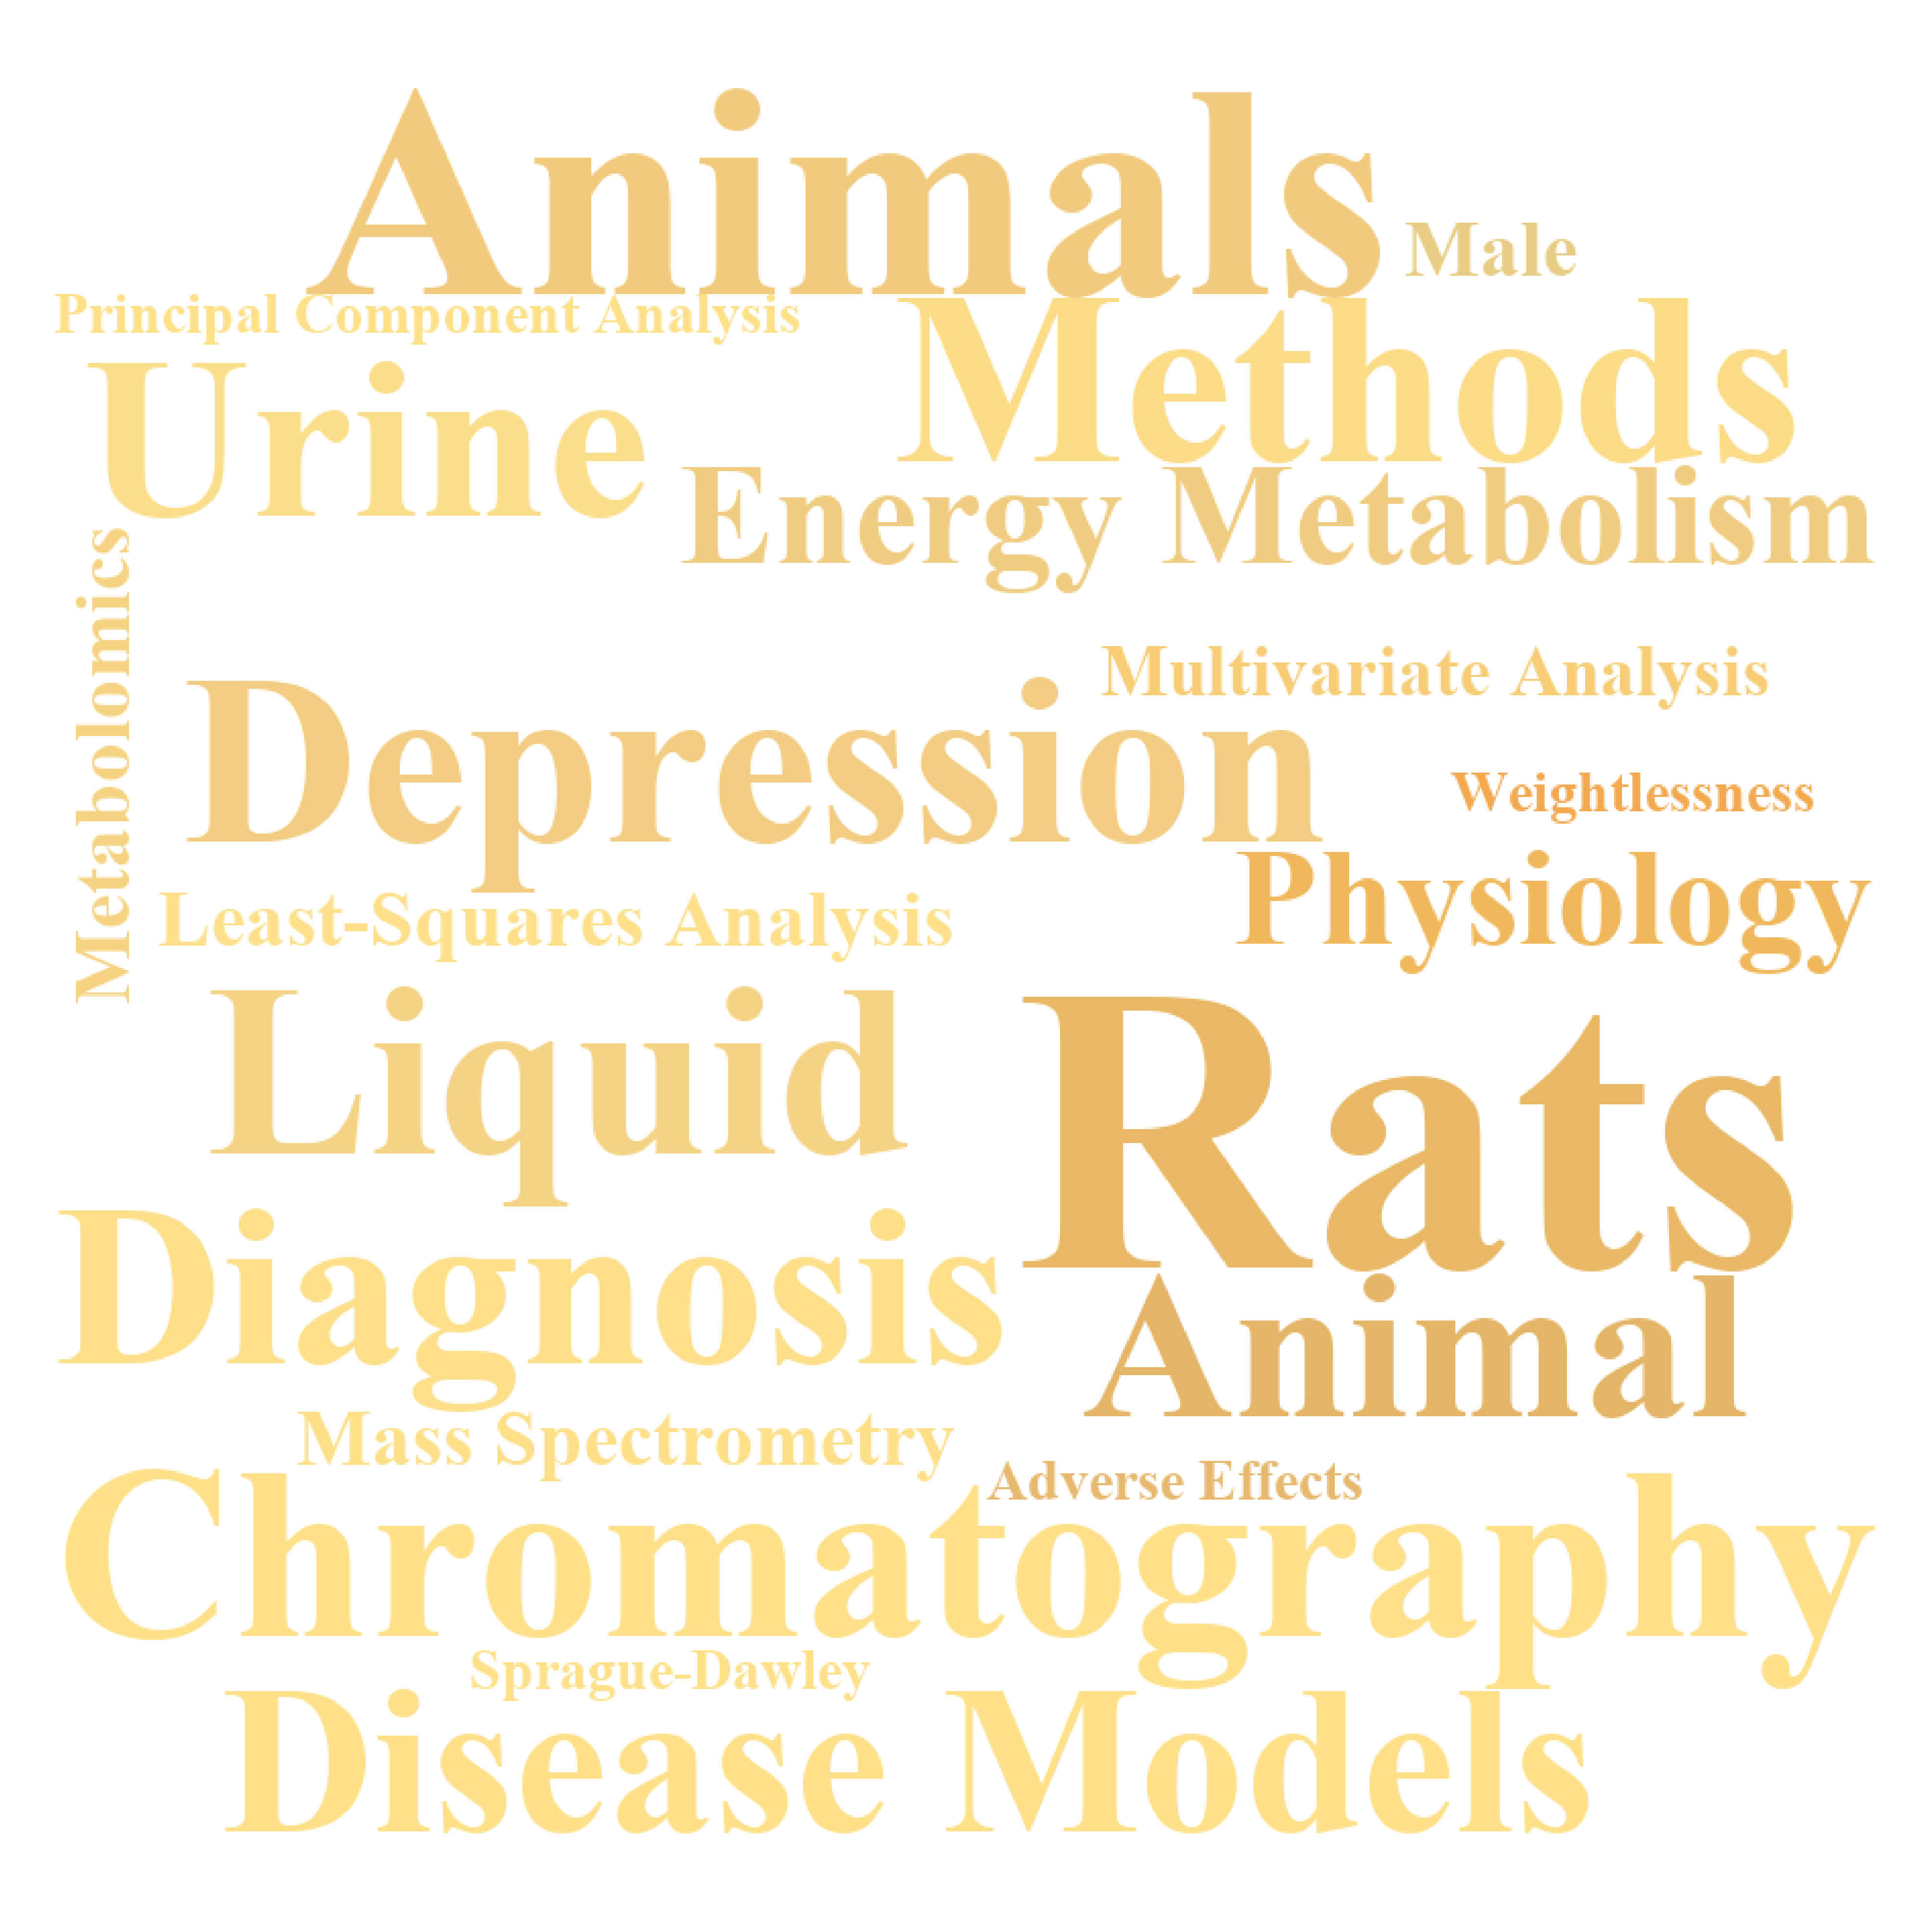 Animals
Male
Principal Component Analysis
Methods
Urine
Energy Metabolism
Metabolomics
Multivariate Analysis
Depression
Weightlessness
Physiology
Least-Squares Analysis
Liquid
Rats
Diagnosis
Animal
Mass Spectrometry
Adverse Effects
Chromatography
Sprague-Dawley
Disease Models